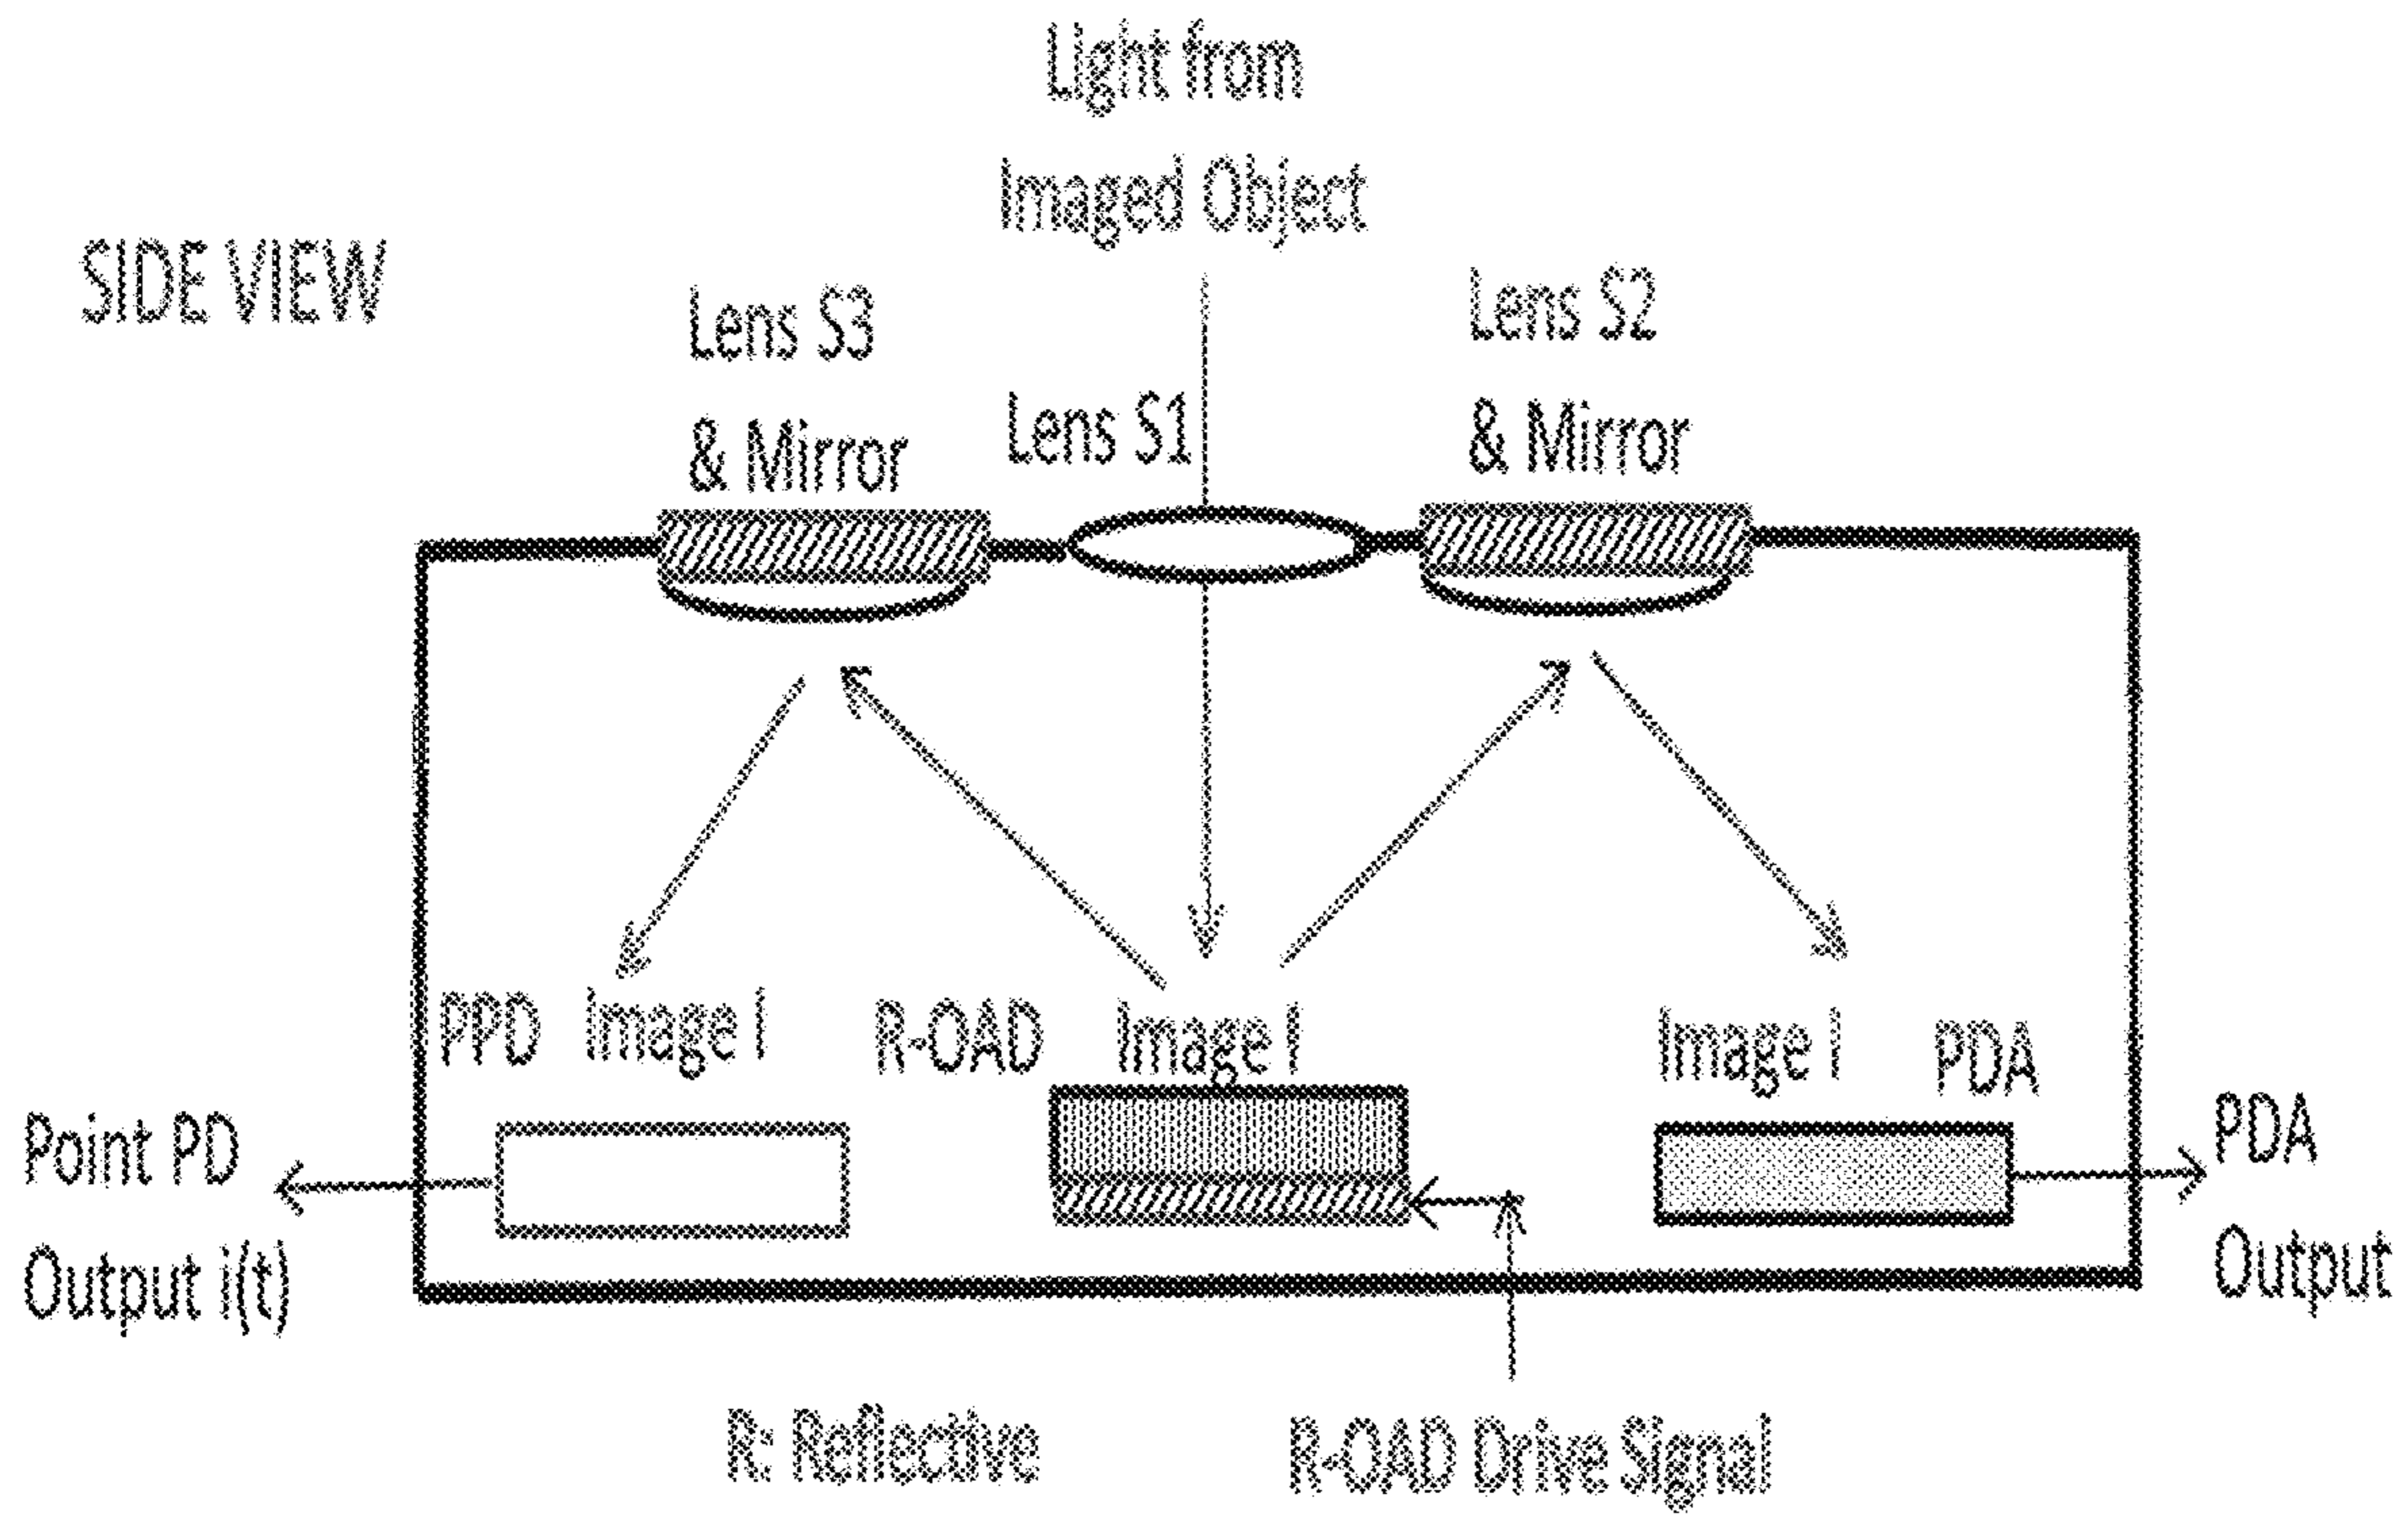 Light from
Imaged Object
SIDE VIEW
Lens S3
& Mirror
Lens S1
Lens S2
& Mirror
PPD
Image I
R-OAD
Image I
Image I
PDA
Point PD
Output i(t)
PDA
Output
R: Reflective
R-OAD Drive Signal